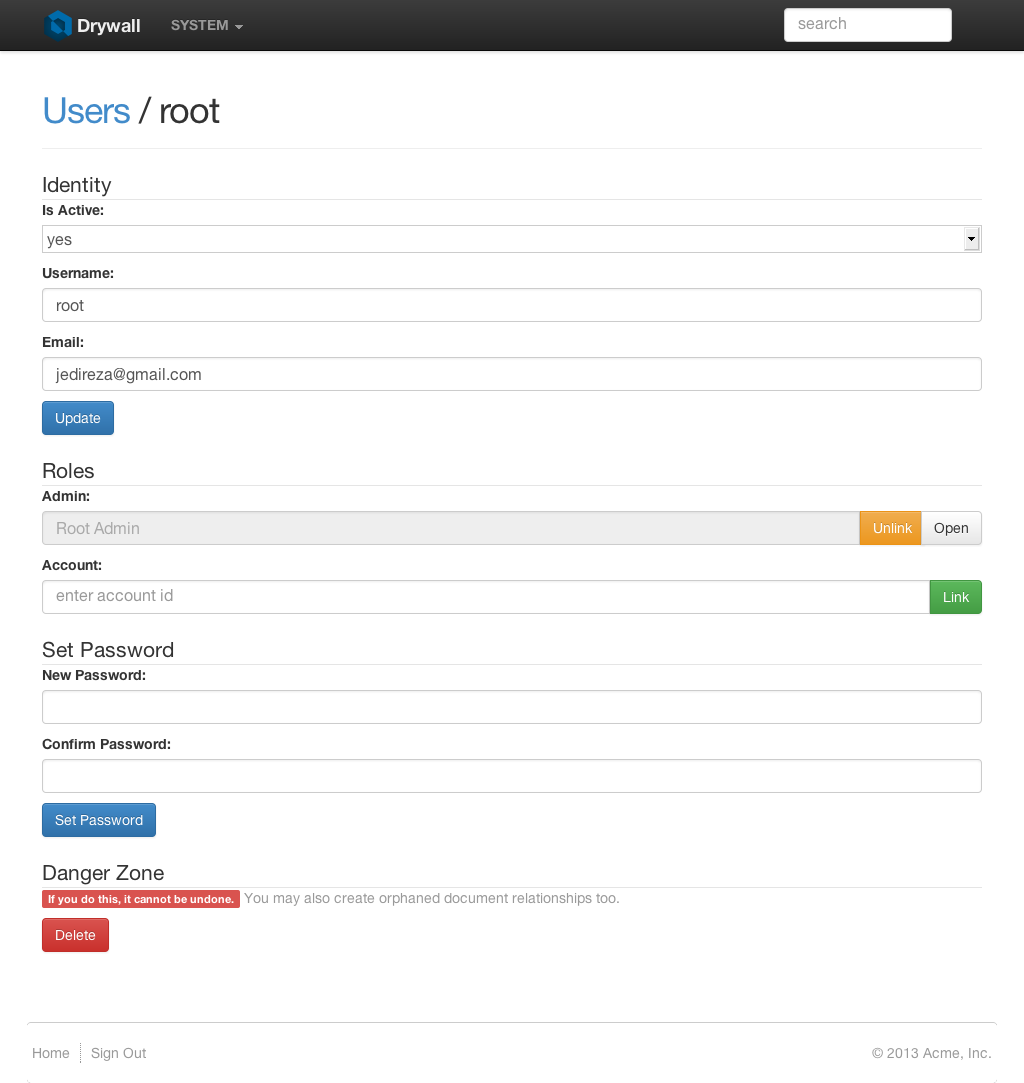 Drywall SYSTEM search
Users / root
Identity
Is Active:
yes
Username:
root
Email:
jedireza@gmail.com
Update
Roles
Admin:
Root Admin Unlink Open
Account:
enter account id Link
Set Password
New Password:
Confirm Password:
Set Password
Danger Zone
If you do this, it cannot be undone. You may also create orphaned document relationships too.
Delete
Home Sign Out © 2013 Acme, Inc.